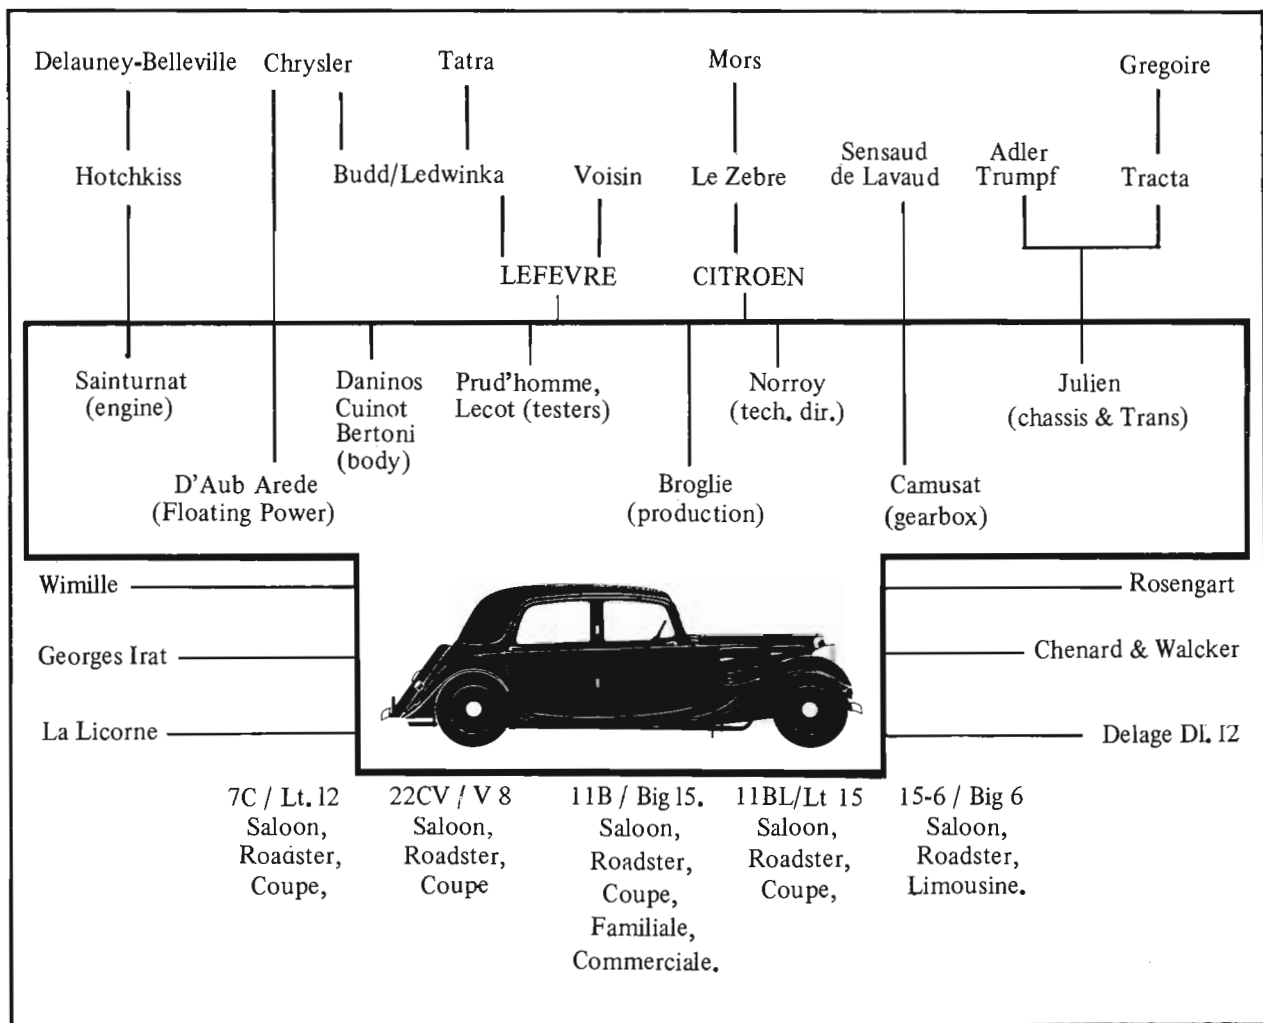 Delauney-Belleville Chrysler Tatra Mors Gregoire
Hotchkiss Budd/Ledwinka Voisin Le Zebre Sensaud de Lavaud Adler Trumpf Tracta
LEFEVRE CITROEN
Sainturnat
(engine)
Daninos
Cuinot
Bertoni
(body)
Prud'homme,
Lecot (testers)
Norroy
(tech. dir.)
Julien
(chassis & Trans)
D'Aub Arede
(Floating Power)
Broglie
(production)
Camusat
(gearbox)
Wimille
Georges Irat
La Licorne
Rosengart
Chenard & Walcker
Delage DI. 12
7C / Lt. 12
Saloon,
Roadster,
Coupe,
22CV / V 8
Saloon,
Roadster,
Coupe
11B / Big 15.
Saloon,
Roadster,
Coupe,
Familiale,
Commerciale.
11BL/Lt 15
Saloon,
Roadster,
Coupe,
15-6 / Big 6
Saloon,
Roadster,
Limousine.